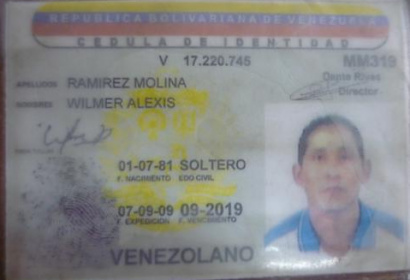 REPUBLICA BOLIVARIANA DE VENEZUELA
CEDULA DE IDENTIDAD
V 17.220.745 MM319
APELLIDOS RAMIREZ MOLINA
NOMBRES WILMER ALEXIS
Dante Rivas
Director
01-07-81 SOLTERO
F. NACIMIENTO EDO CIVIL
07-09-09 09-2019
F. EXPEDICION F. VENCIMIENTO
VENEZOLANO